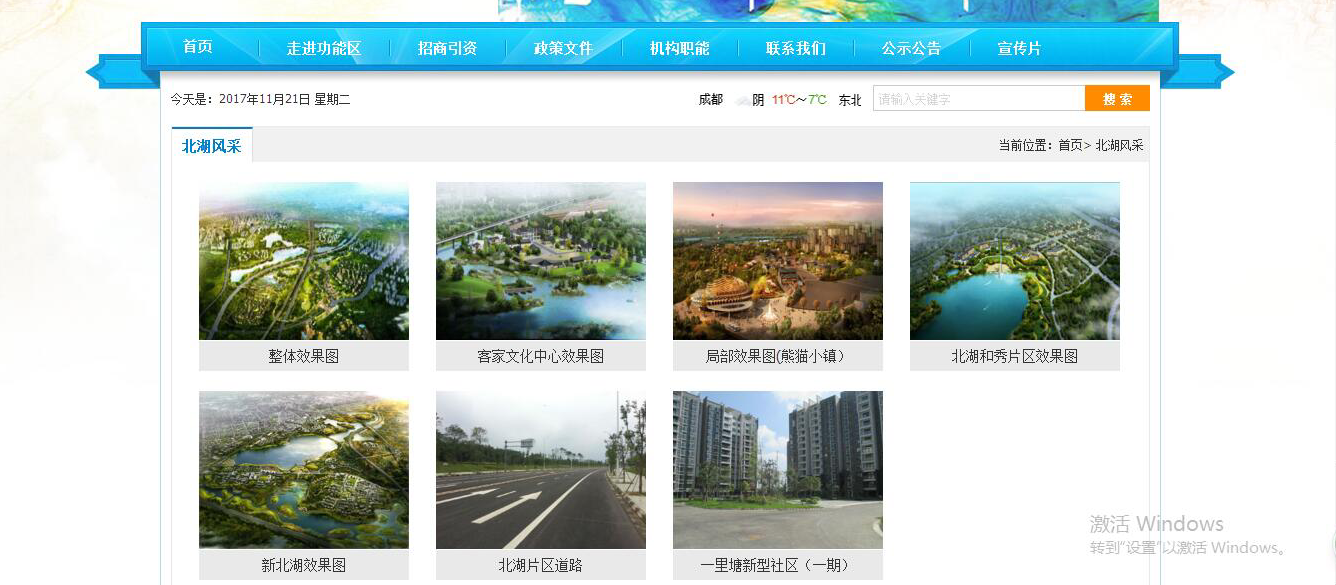 首页 走进功能区 招商引资 政策文件 机构职能 联系我们 公示公告 宣传片
今天是：2017年11月21日 星期二 成都 阴 11℃～7℃ 东北 请输入关键字 搜 索
北湖风采 当前位置：首页> 北湖风采
整体效果图 客家文化中心效果图 局部效果图(熊猫小镇） 北湖和秀片区效果图
新北湖效果图 北湖片区道路 一里塘新型社区（一期）
激活 Windows
转到“设置”以激活 Windows。